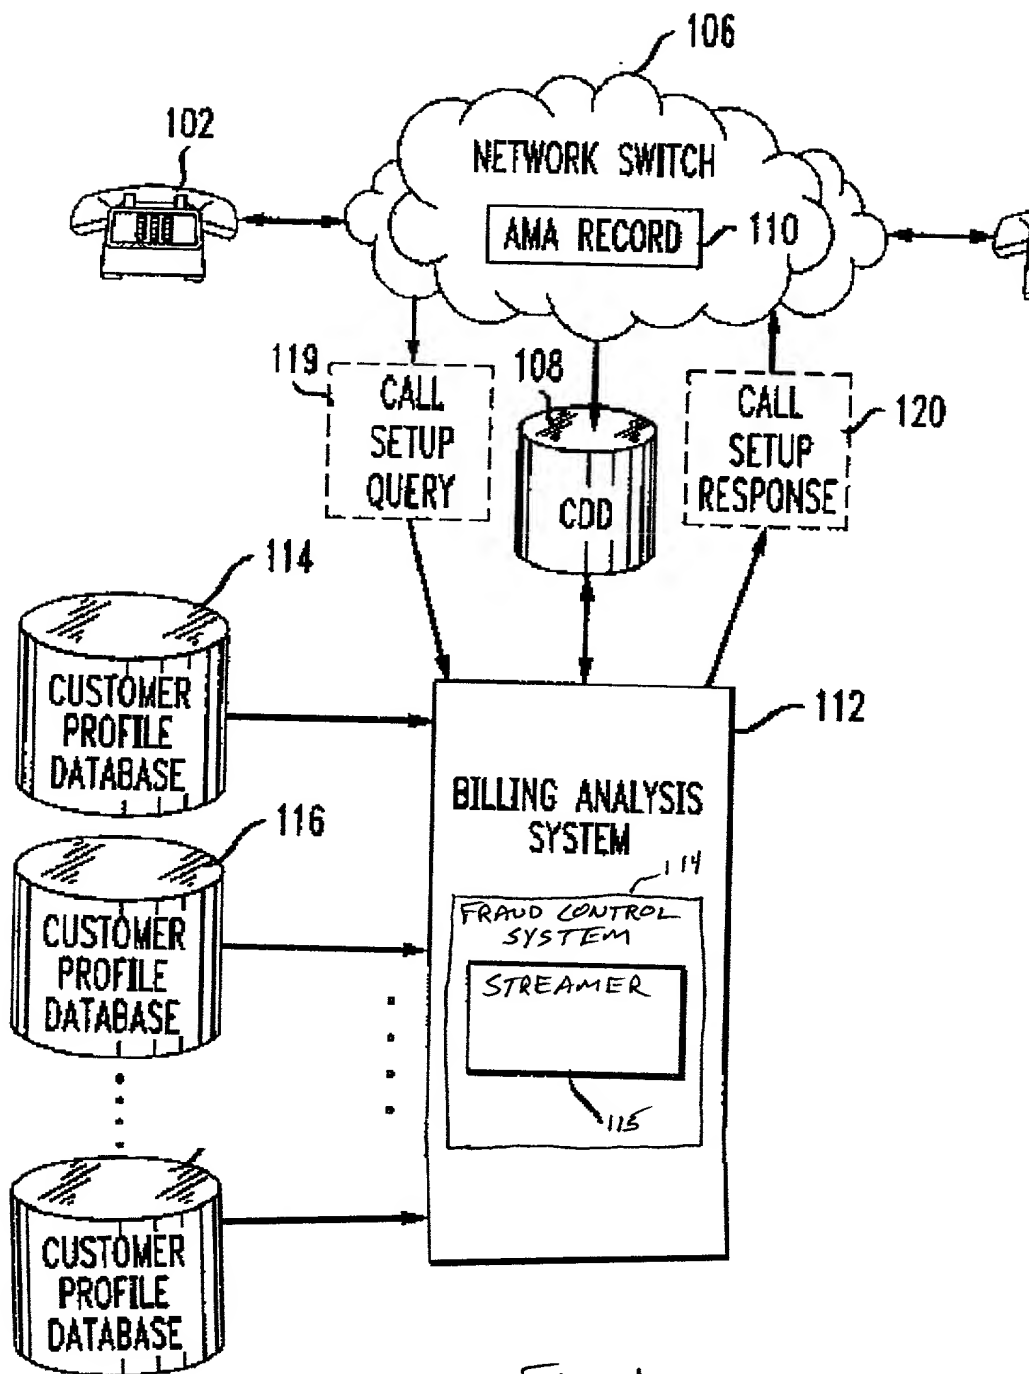 106
102
NETWORK SWITCH
AMA RECORD
110
119
CALL
SETUP
QUERY
108
CDD
CALL
SETUP
RESPONSE
120
114
CUSTOMER
PROFILE
DATABASE
112
BILLING ANALYSIS
SYSTEM
116
CUSTOMER
PROFILE
DATABASE
114
FRAUD CONTROL
SYSTEM
STREAMER
115
CUSTOMER
PROFILE
DATABASE